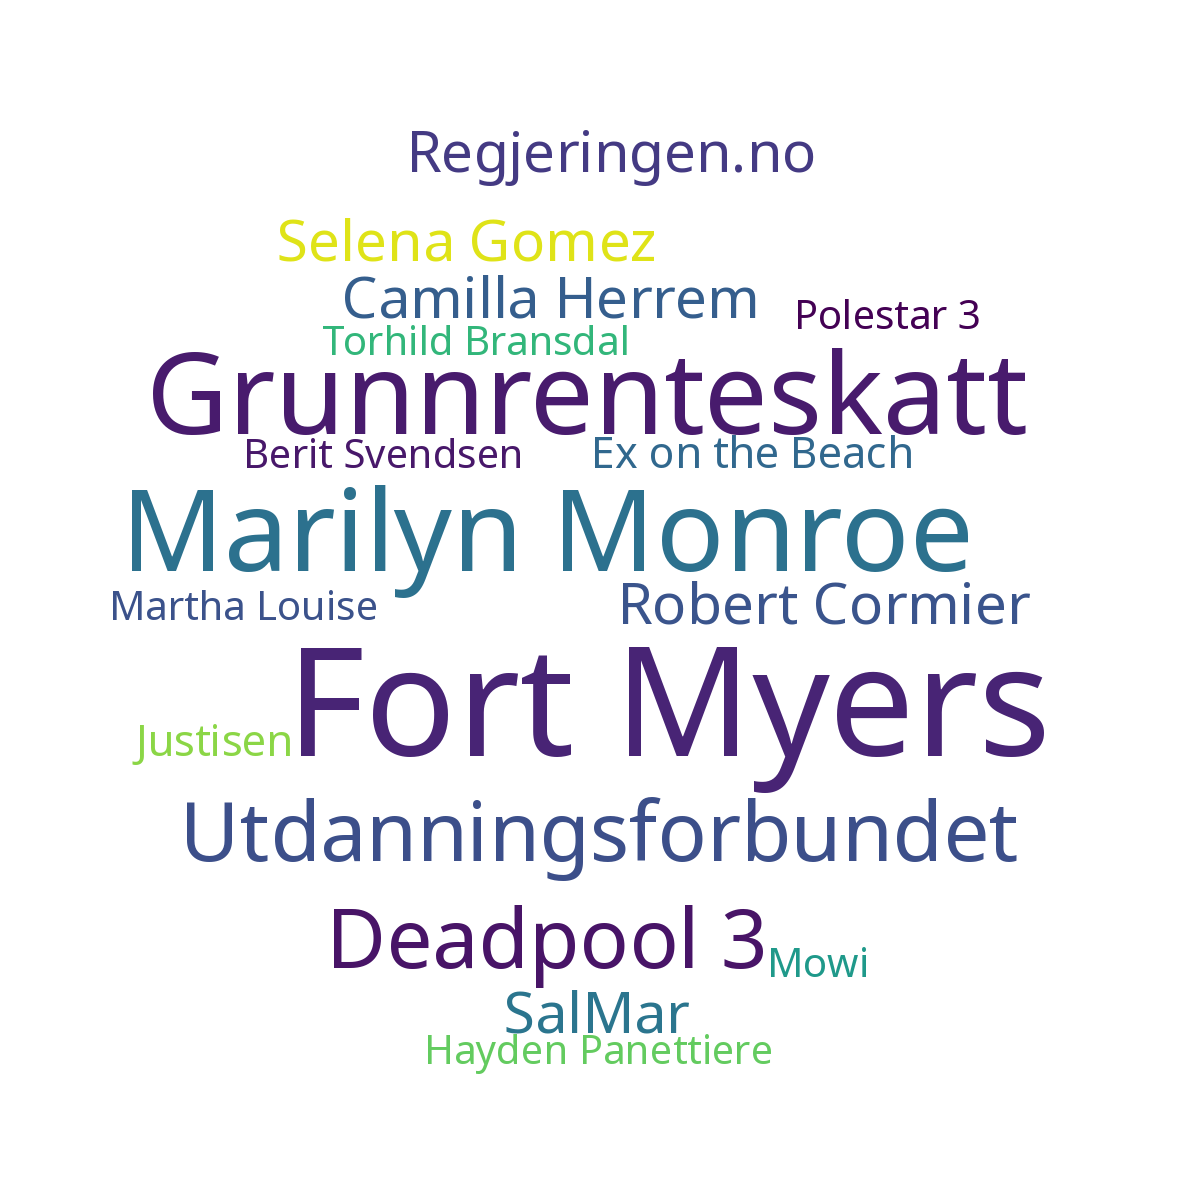 Regjeringen.no
Selena Gomez
Camilla Herrem
Polestar 3
Torhild Bransdal
Grunnrenteskatt
Berit Svendsen
Ex on the Beach
Marilyn Monroe
Martha Louise
Robert Cormier
Fort Myers
Justisen
Utdanningsforbundet
Deadpool 3
Mowi
SalMar
Hayden Panettiere